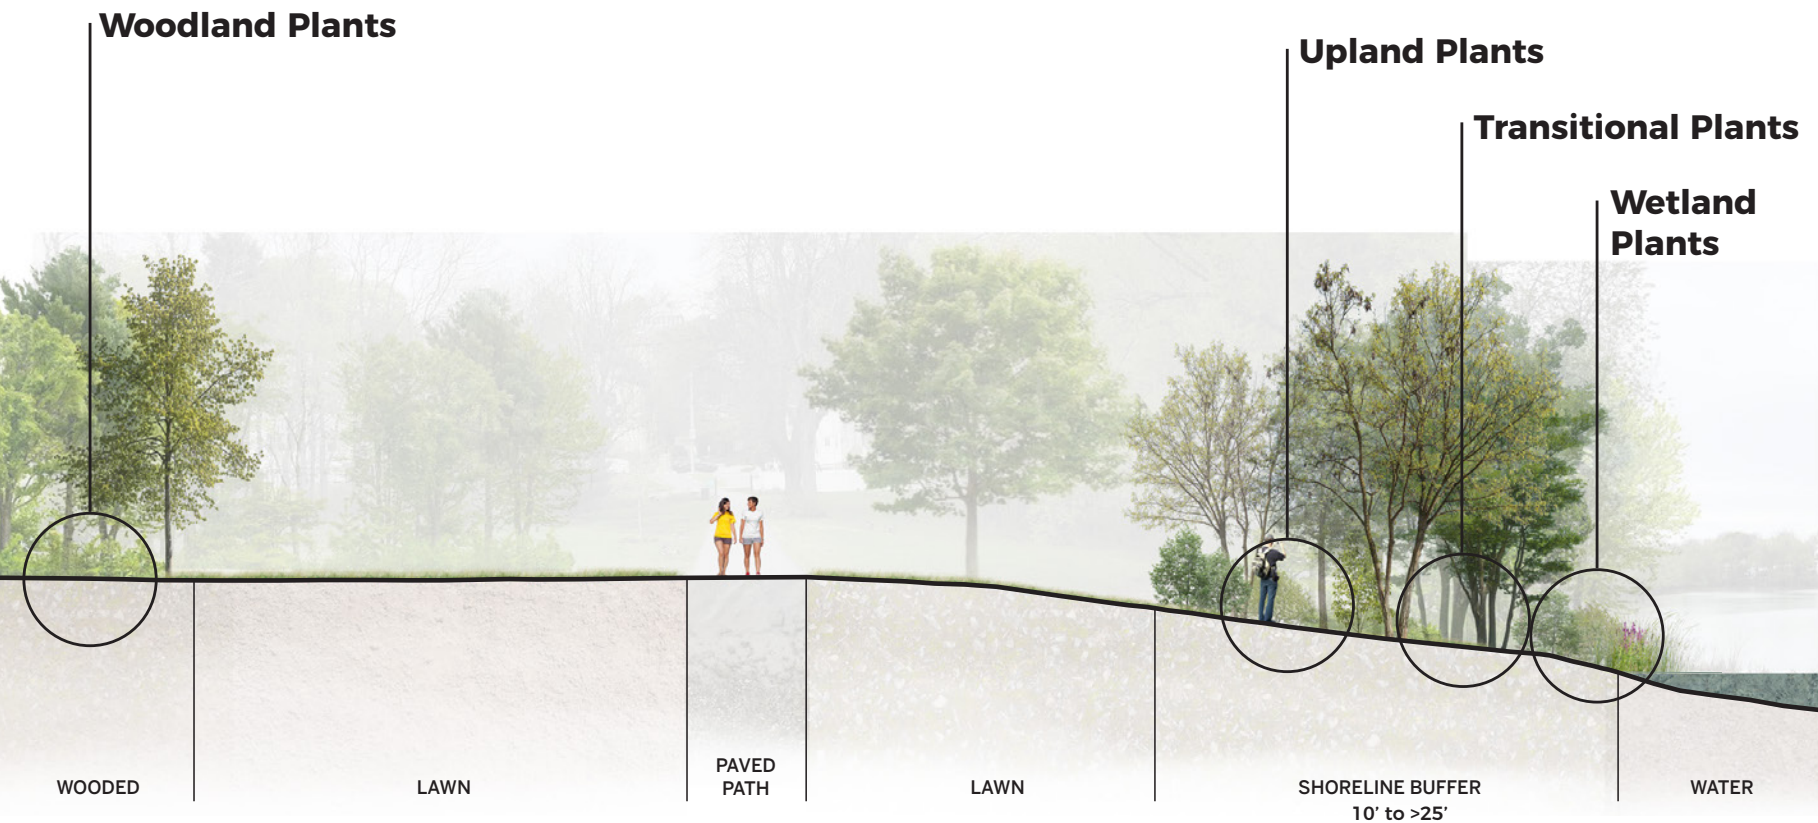 Woodland Plants
Upland Plants
Transitional Plants
Wetland
Plants
WOODED
LAWN
PAVED
PATH
LAWN
SHORELINE BUFFER
10’ to >25’
WATER